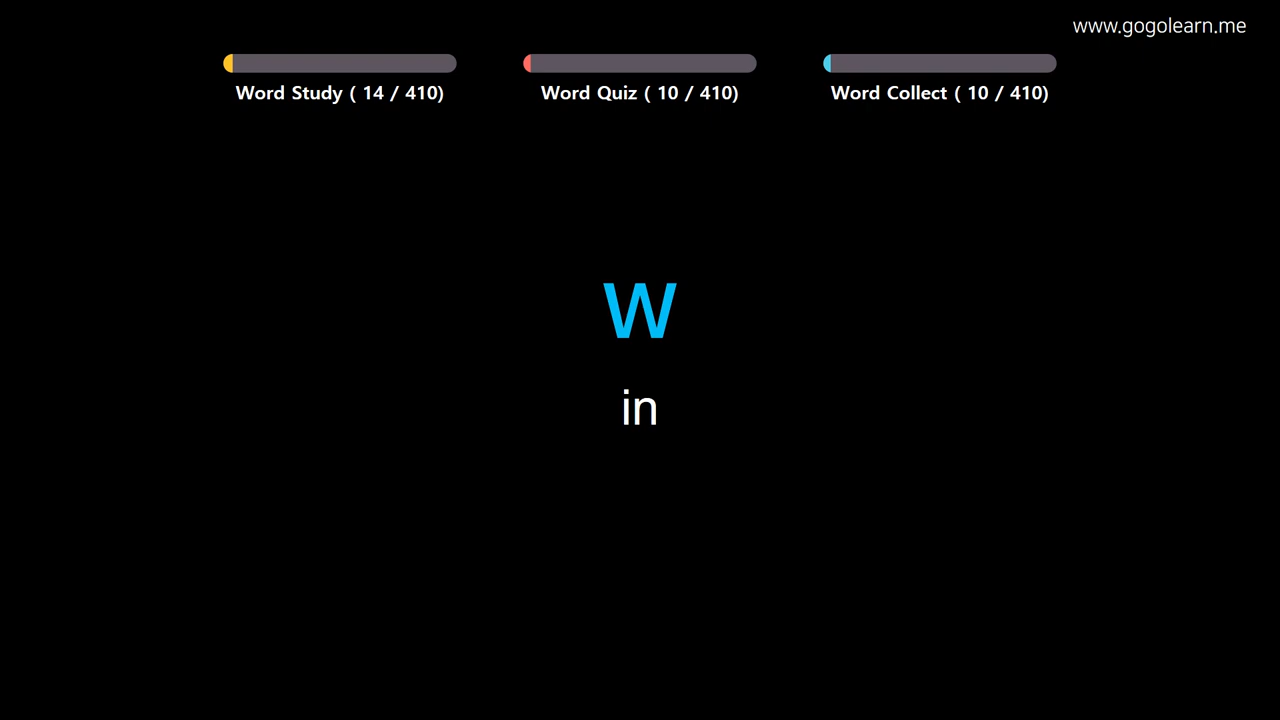 www.gogolearn.me
Word Study ( 14 / 410)
Word Quiz ( 10 / 410)
Word Collect ( 10 / 410)
w
in